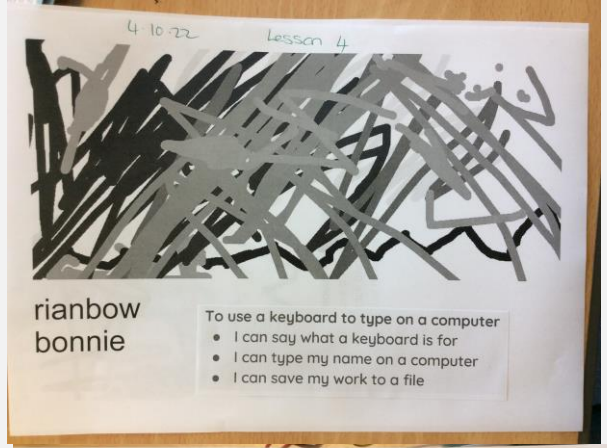 4.10.22 Lesson 4
rianbow
bonnie
To use a keyboard to type on a computer
• I can say what a keyboard is for
• I can type my name on a computer
• I can save my work to a file